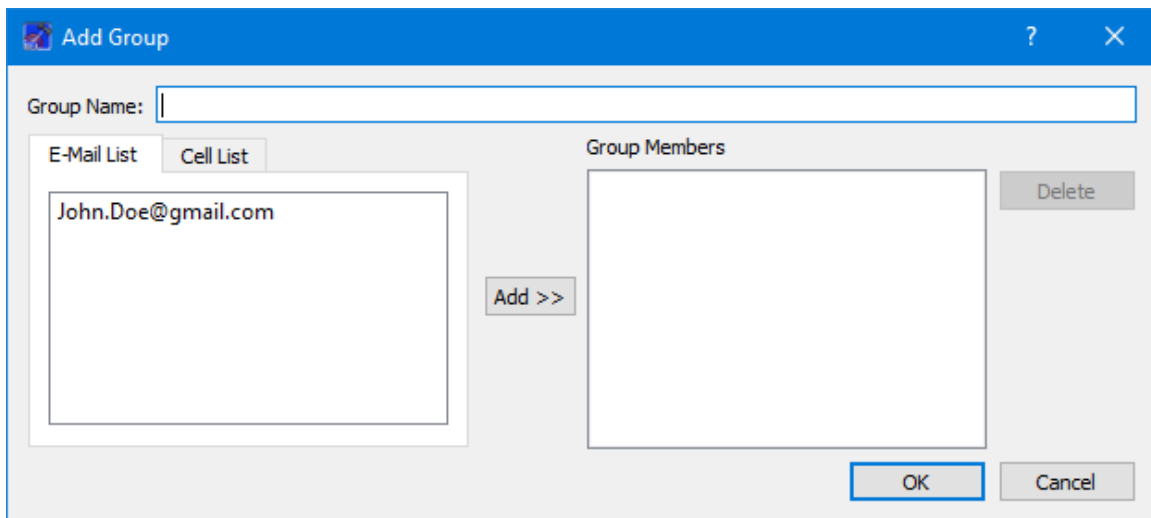 Add Group
?
Group Name:
E-Mail List
Cell List
Group Members
John.Doe@gmail.com
Delete
Add >>
OK
Cancel